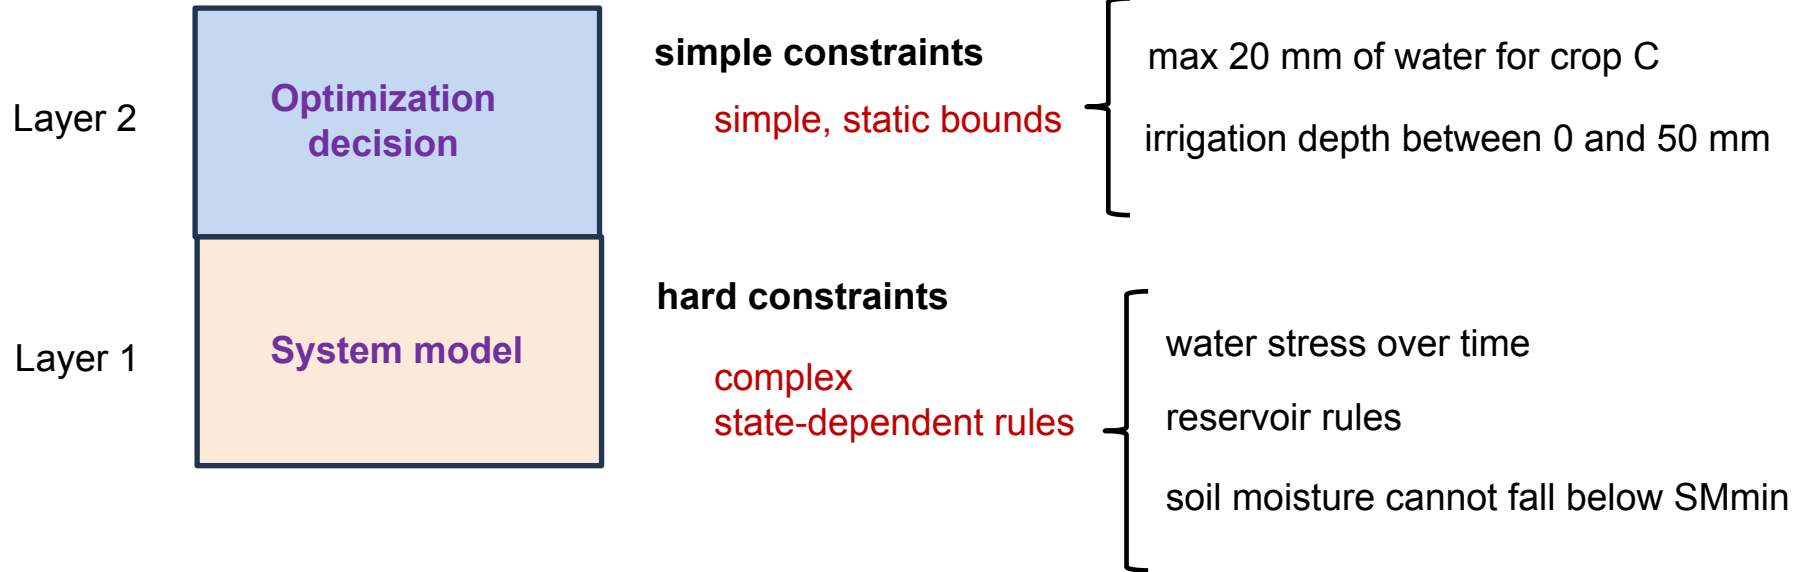 Layer 2
Optimization
decision
simple constraints
simple, static bounds
max 20 mm of water for crop C
irrigation depth between 0 and 50 mm
Layer 1
System model
hard constraints
complex
state-dependent rules
water stress over time
reservoir rules
soil moisture cannot fall below SMmin